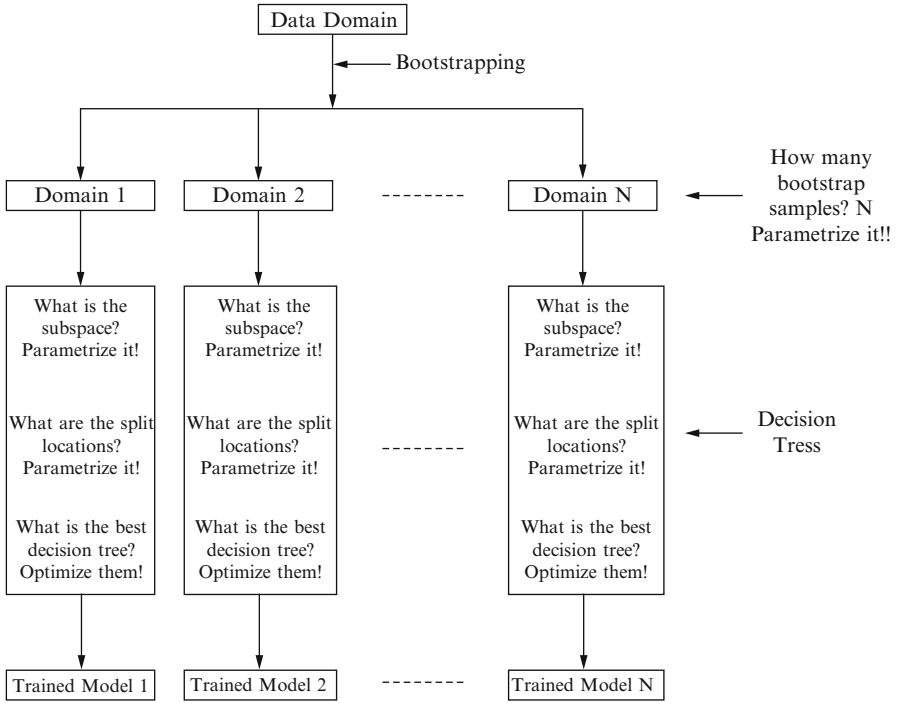 Data Domain
Bootstrapping
Domain 1
Domain 2
Domain N
How many
bootstrap
samples? N
Parametrize it!!
What is the
subspace?
Parametrize it!
What are the split
locations?
Parametrize it!
What is the best
decision tree?
Optimize them!
What is the
subspace?
Parametrize it!
What are the split
locations?
Parametrize it!
What is the best
decision tree?
Optimize them!
What is the
subspace?
Parametrize it!
What are the split
locations?
Parametrize it!
What is the best
decision tree?
Optimize them!
Decision
Tress
Trained Model 1
Trained Model 2
Trained Model N